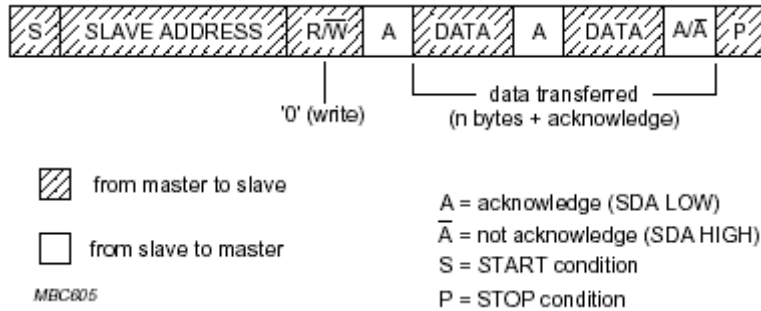 S SLAVE ADDRESS R/W̅ A DATA A DATA A/A̅ P
'0' (write)
data transferred
(n bytes + acknowledge)
from master to slave
from slave to master
A = acknowledge (SDA LOW)
A̅ = not acknowledge (SDA HIGH)
S = START condition
P = STOP condition
MBC605